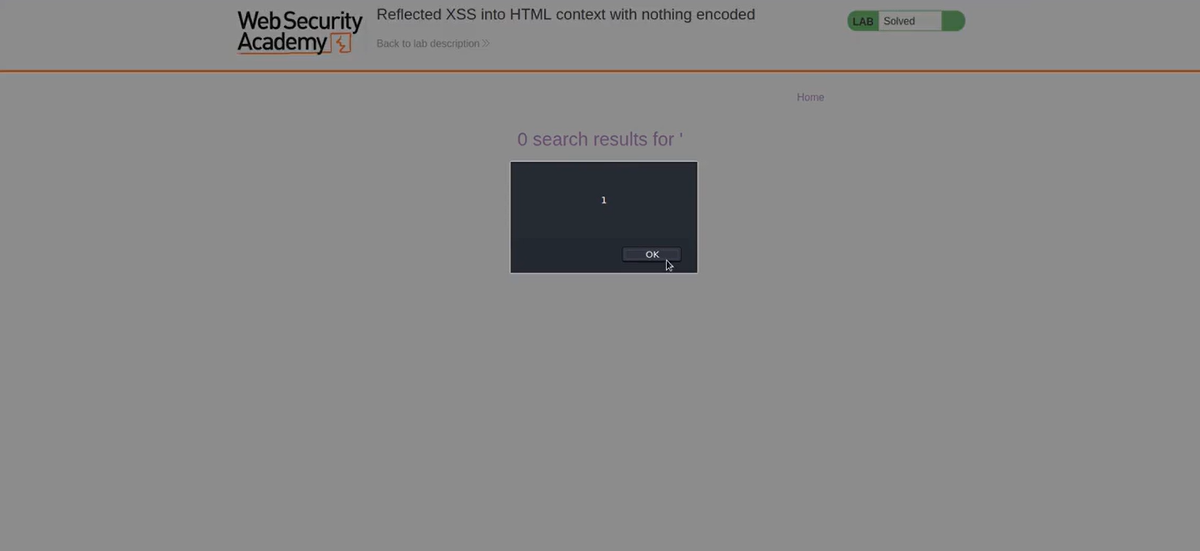 Web Security
Academy
Reflected XSS into HTML context with nothing encoded
Back to lab description
LAB Solved
Home
0 search results for '
1
OK